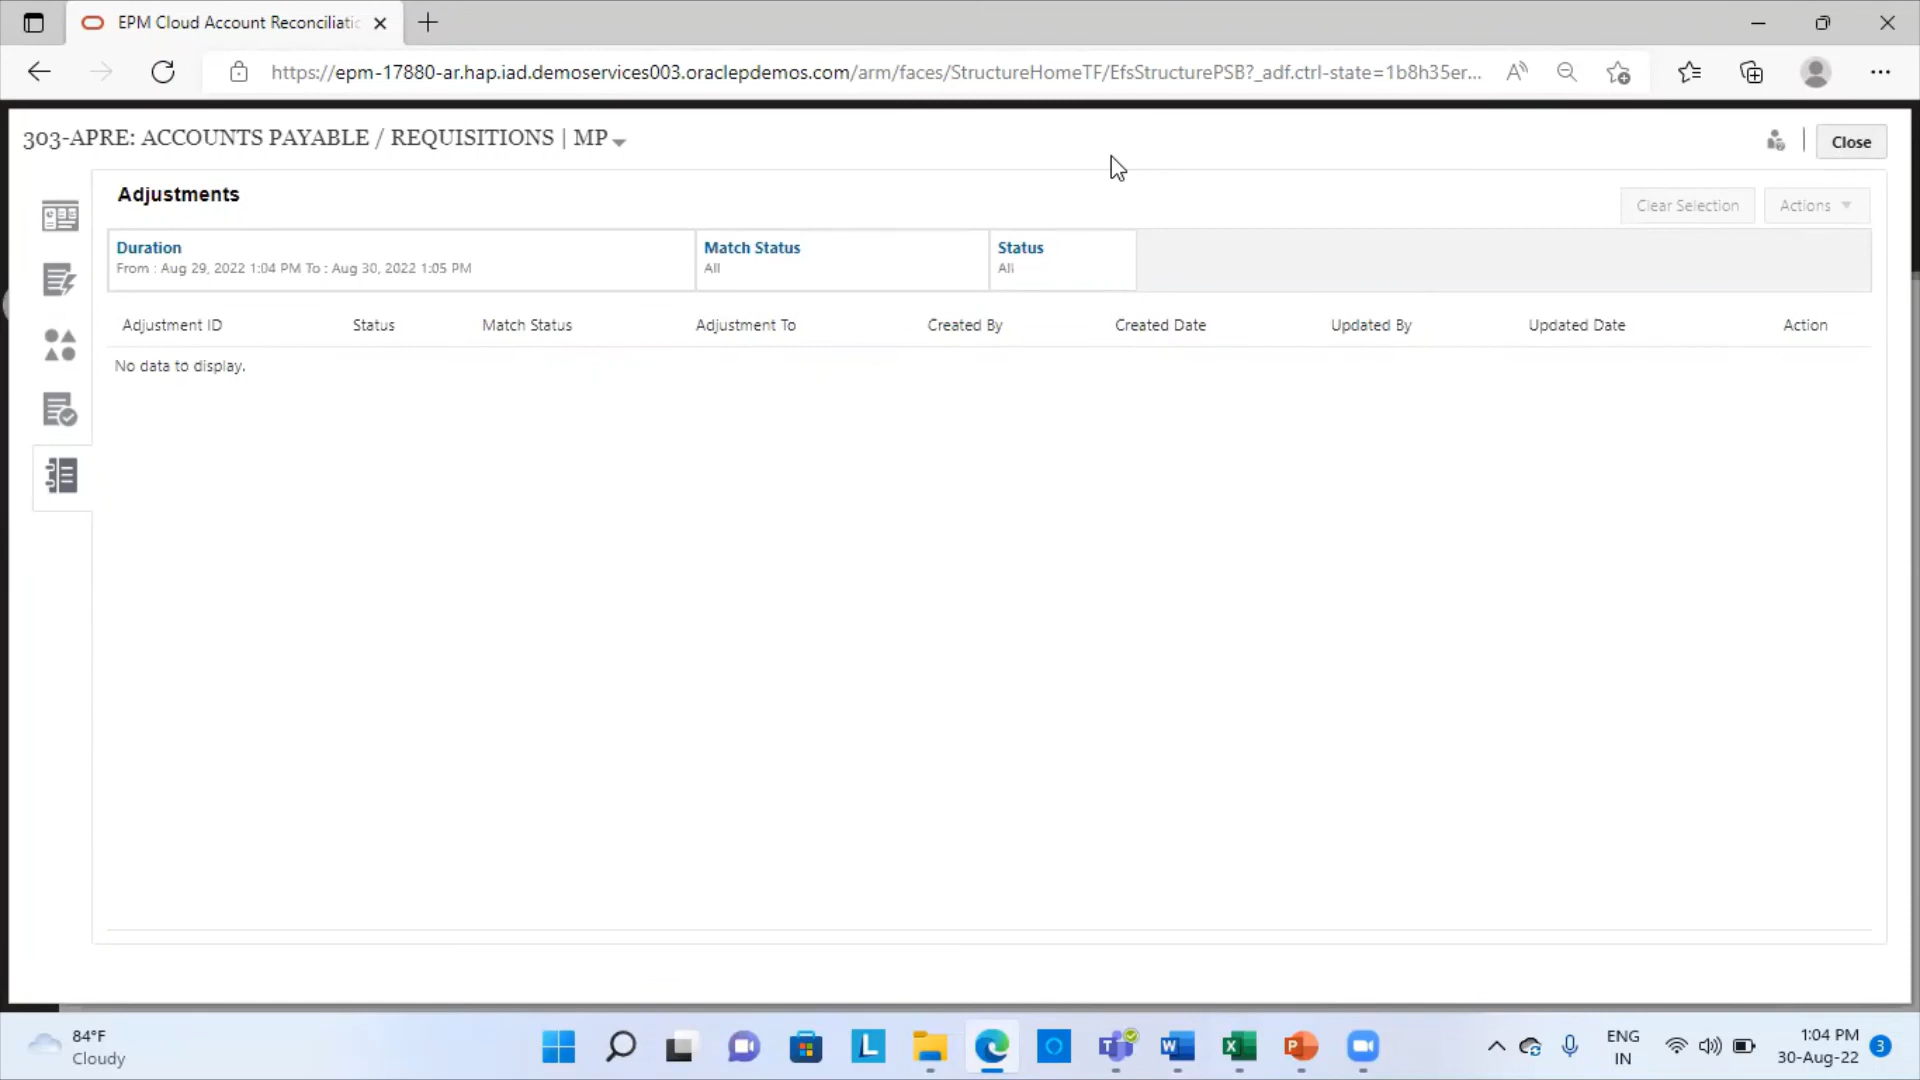 EPM Cloud Account Reconciliatio
https://epm-17880-ar.hap.iad.demoservices003.oraclepdemos.com/arm/faces/StructureHomeTF/EfsStructurePSB?_adf.ctrl-state=1b8h35er...
303-APRE: ACCOUNTS PAYABLE / REQUISITIONS | MP
Close
Adjustments
Clear Selection
Actions
Duration
From : Aug 29, 2022 1:04 PM To : Aug 30, 2022 1:05 PM
Match Status
All
Status
All
Adjustment ID Status Match Status Adjustment To Created By Created Date Updated By Updated Date Action
No data to display.
84°F
Cloudy
ENG
IN
1:04 PM
30-Aug-22
3